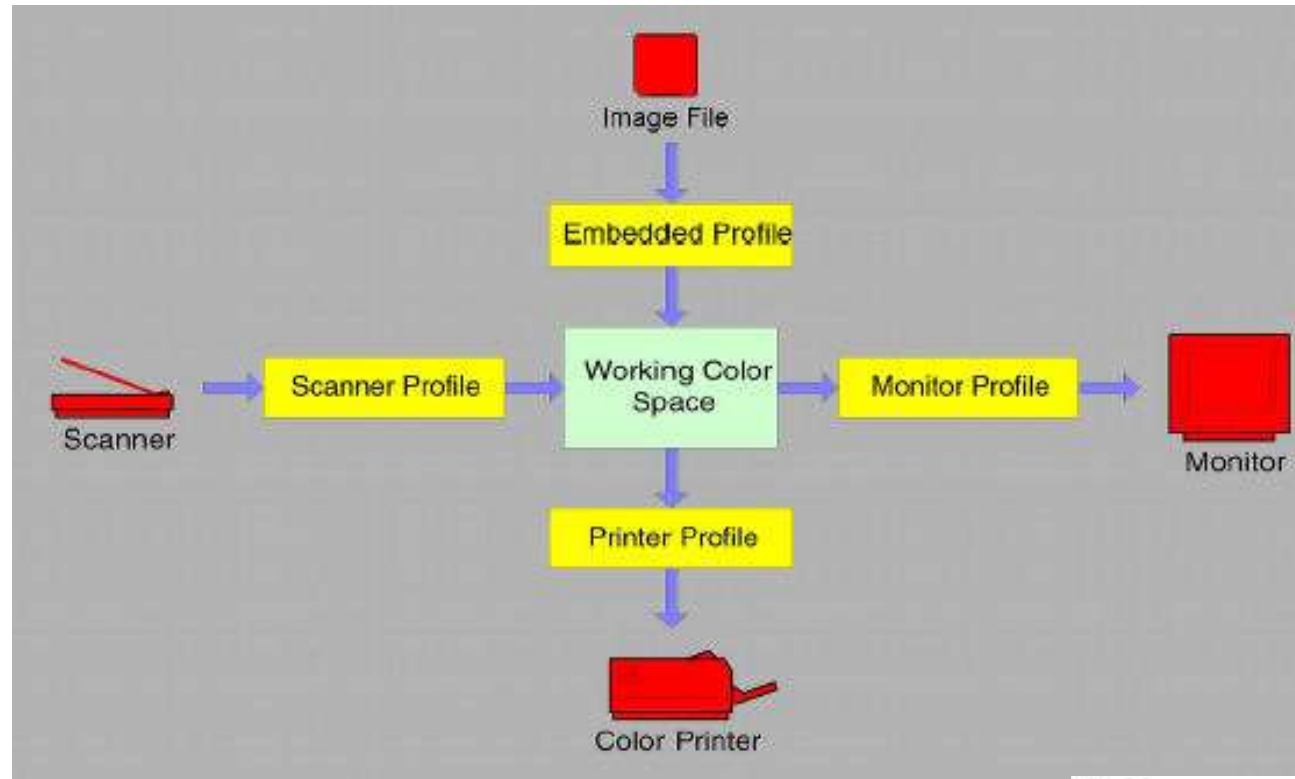 Image File
Embedded Profile
Scanner Profile
Working Color
Space
Monitor Profile
Scanner
Monitor
Printer Profile
Color Printer